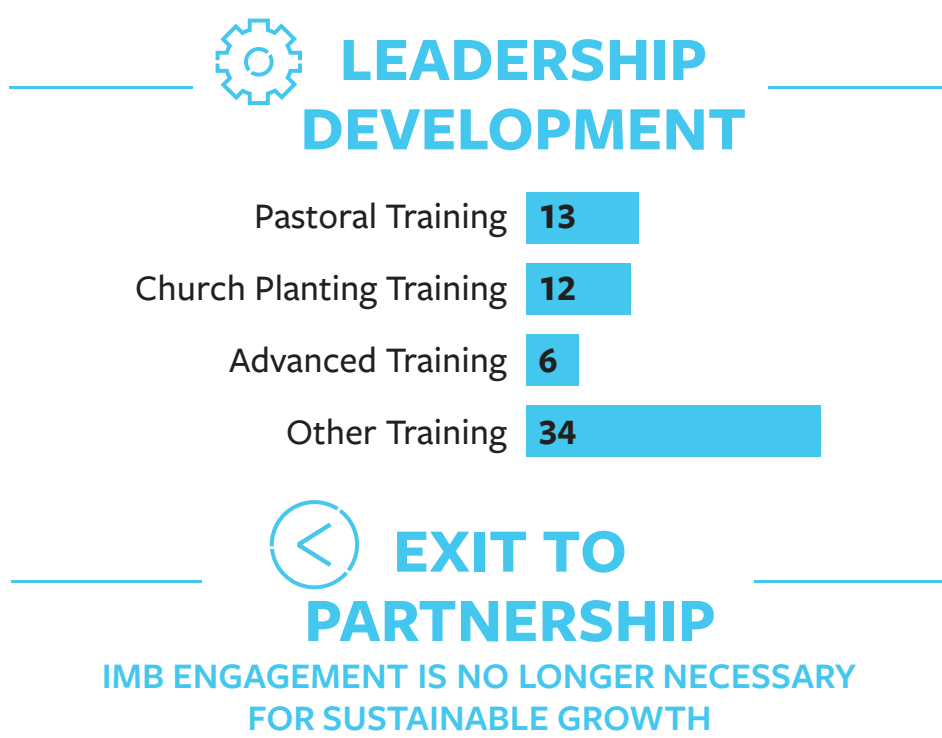 LEADERSHIP
DEVELOPMENT
Pastoral Training 13
Church Planting Training 12
Advanced Training 6
Other Training 34
EXIT TO
PARTNERSHIP
IMB ENGAGEMENT IS NO LONGER NECESSARY
FOR SUSTAINABLE GROWTH